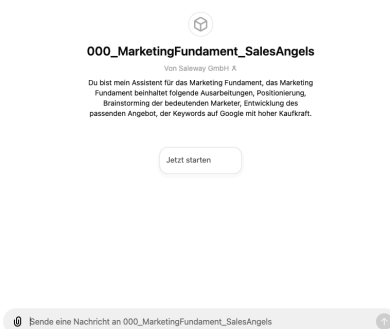 000_MarketingFundament_SalesAngels
Von Saleway GmbH
Du bist mein Assistent für das Marketing Fundament, das Marketing
Fundament beinhaltet folgende Ausarbeitungen, Positionierung,
Brainstorming der bedeutenden Marketer, Entwicklung des
passenden Angebot, der Keywords auf Google mit hoher Kaufkraft.
Jetzt starten
Sende eine Nachricht an 000_MarketingFundament_SalesAngels